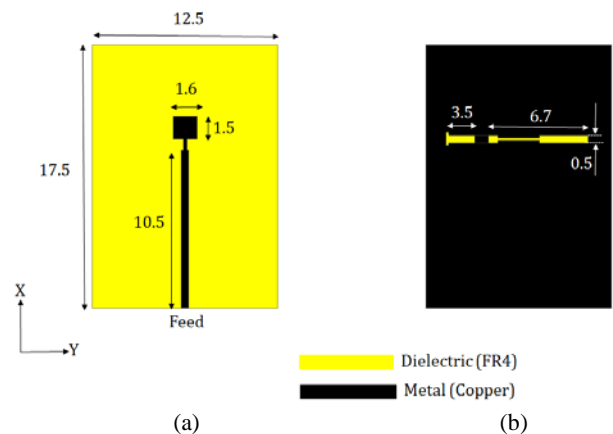 12.5
1.6
1.5
17.5
10.5
X
Y
Feed
3.5
6.7
0.5
Dielectric (FR4)
Metal (Copper)
(a)
(b)